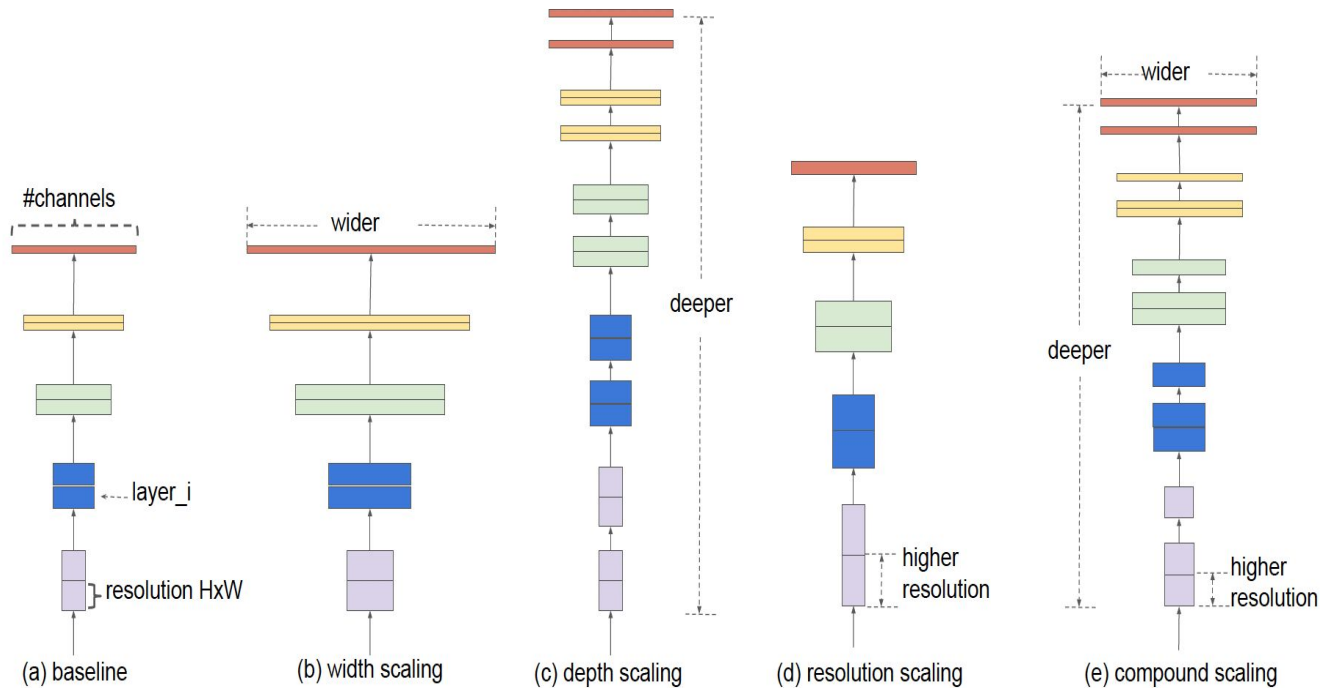 #channels
layer_i
resolution HxW
(a) baseline
wider
(b) width scaling
deeper
(c) depth scaling
higher
resolution
(d) resolution scaling
wider
deeper
higher
resolution
(e) compound scaling